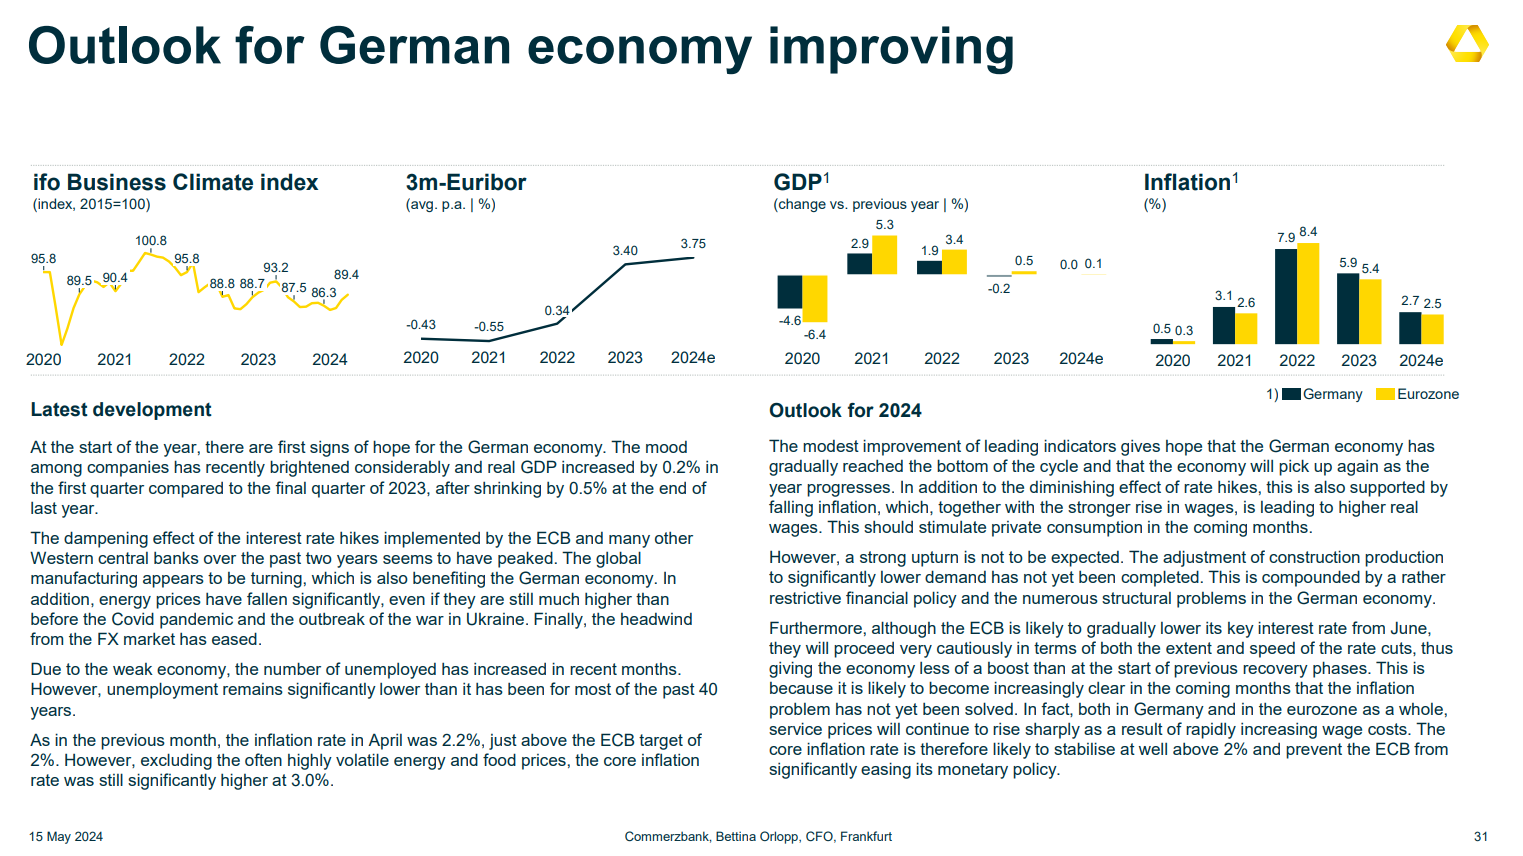 Outlook for German economy improving
ifo Business Climate index
(index, 2015=100)
95.8
89.5
90.4
100.8
95.8
88.8
88.7
93.2
87.5
86.3
89.4
2020 2021 2022 2023 2024
3m-Euribor
(avg. p.a. | %)
-0.43
-0.55
0.34
3.40
3.75
2020 2021 2022 2023 2024e
GDP1
(change vs. previous year | %)
-4.6
-6.4
2.9
5.3
1.9
3.4
-0.2
0.5
0.0
0.1
2020 2021 2022 2023 2024e
Inflation1
(%)
0.5
0.3
3.1
2.6
7.9
8.4
5.9
5.4
2.7
2.5
2020 2021 2022 2023 2024e
1) Germany Eurozone
Latest development
At the start of the year, there are first signs of hope for the German economy. The mood
among companies has recently brightened considerably and real GDP increased by 0.2% in
the first quarter compared to the final quarter of 2023, after shrinking by 0.5% at the end of
last year.
The dampening effect of the interest rate hikes implemented by the ECB and many other
Western central banks over the past two years seems to have peaked. The global
manufacturing appears to be turning, which is also benefiting the German economy. In
addition, energy prices have fallen significantly, even if they are still much higher than
before the Covid pandemic and the outbreak of the war in Ukraine. Finally, the headwind
from the FX market has eased.
Due to the weak economy, the number of unemployed has increased in recent months.
However, unemployment remains significantly lower than it has been for most of the past 40
years.
As in the previous month, the inflation rate in April was 2.2%, just above the ECB target of
2%. However, excluding the often highly volatile energy and food prices, the core inflation
rate was still significantly higher at 3.0%.
Outlook for 2024
The modest improvement of leading indicators gives hope that the German economy has
gradually reached the bottom of the cycle and that the economy will pick up again as the
year progresses. In addition to the diminishing effect of rate hikes, this is also supported by
falling inflation, which, together with the stronger rise in wages, is leading to higher real
wages. This should stimulate private consumption in the coming months.
However, a strong upturn is not to be expected. The adjustment of construction production
to significantly lower demand has not yet been completed. This is compounded by a rather
restrictive financial policy and the numerous structural problems in the German economy.
Furthermore, although the ECB is likely to gradually lower its key interest rate from June,
they will proceed very cautiously in terms of both the extent and speed of the rate cuts, thus
giving the economy less of a boost than at the start of previous recovery phases. This is
because it is likely to become increasingly clear in the coming months that the inflation
problem has not yet been solved. In fact, both in Germany and in the eurozone as a whole,
service prices will continue to rise sharply as a result of rapidly increasing wage costs. The
core inflation rate is therefore likely to stabilise at well above 2% and prevent the ECB from
significantly easing its monetary policy.
15 May 2024
Commerzbank, Bettina Orlopp, CFO, Frankfurt
31